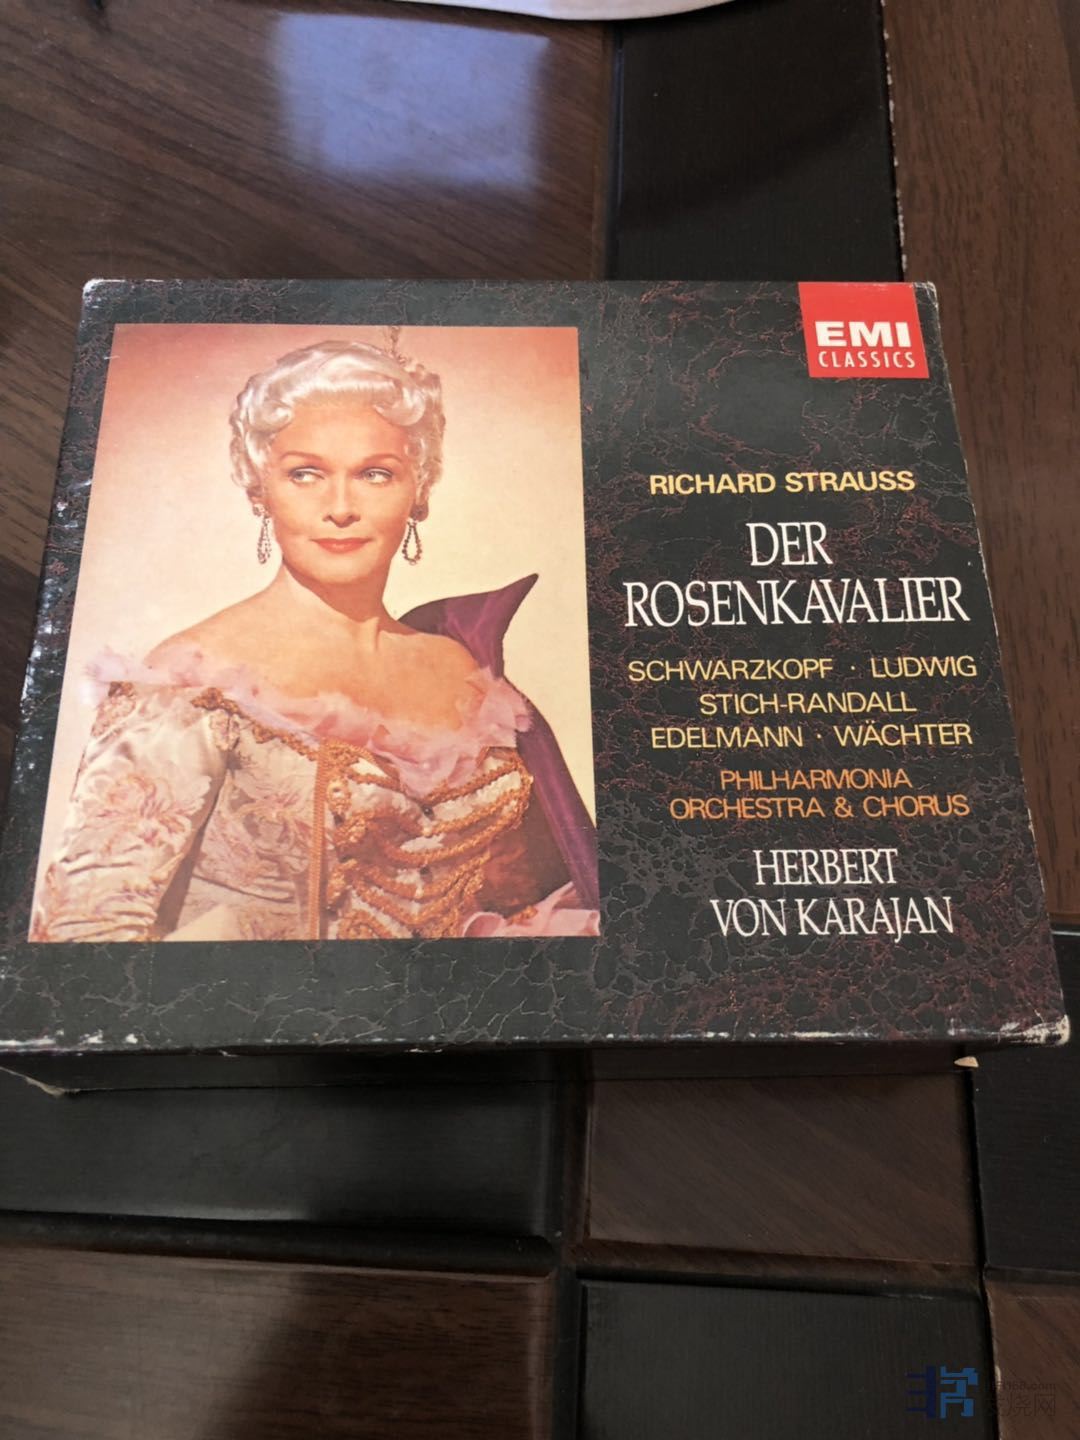 EMI
CLASSICS
RICHARD STRAUSS
DER
ROSENKAVALIER
SCHWARZKOPF · LUDWIG
STICH-RANDALL
EDELMANN · WÄCHTER
PHILHARMONIA
ORCHESTRA & CHORUS
HERBERT
VON KARAJAN